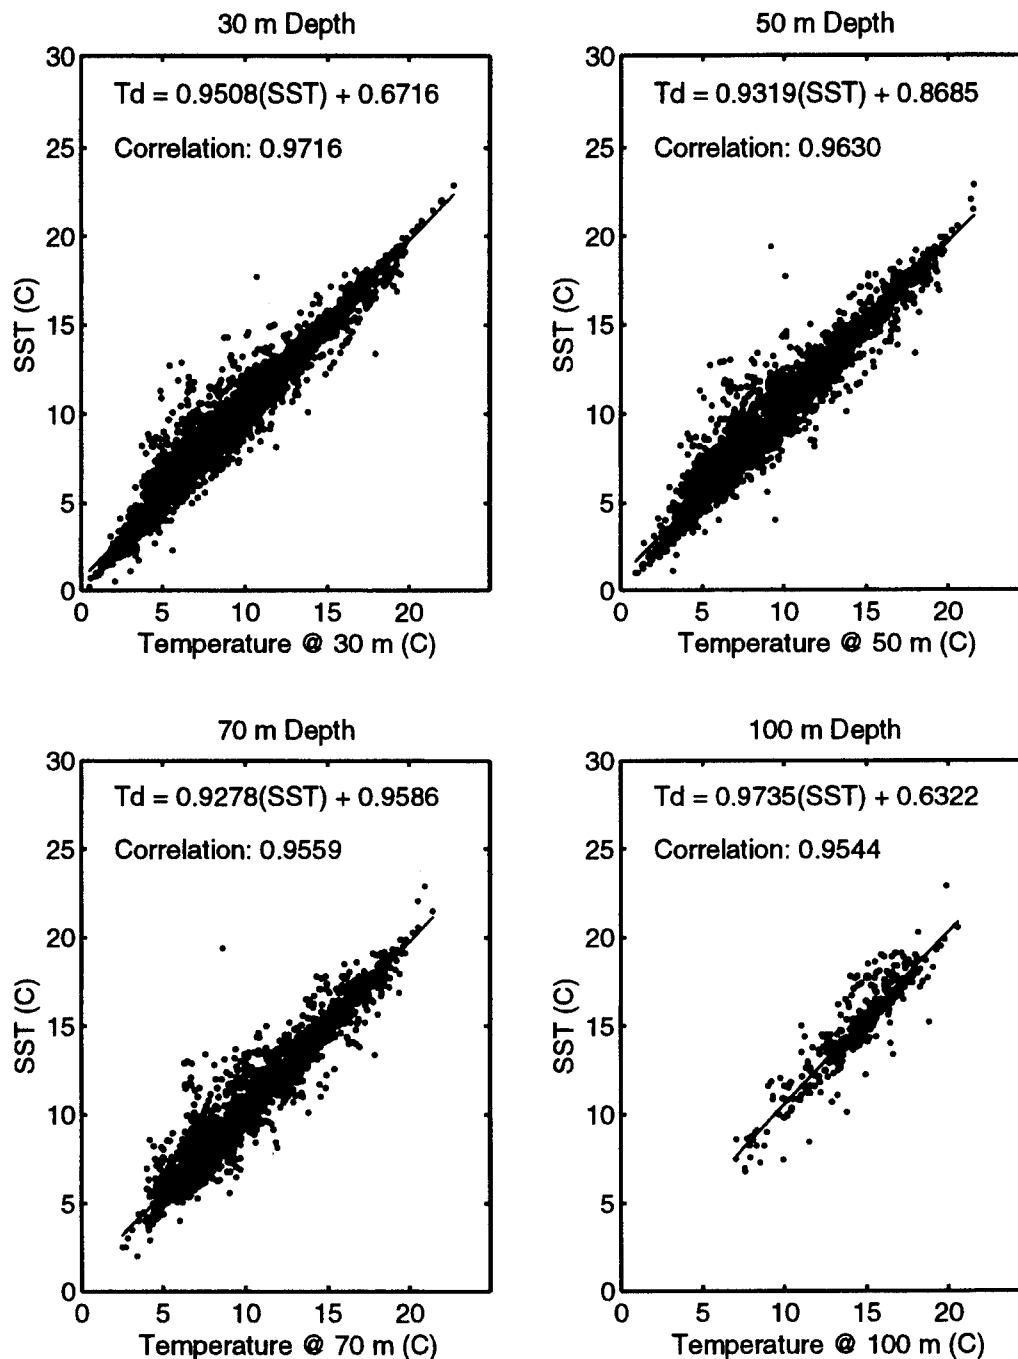 30 m Depth
Td = 0.9508(SST) + 0.6716
Correlation: 0.9716
30
25
20
15
10
5
0
SST (C)
0 5 10 15 20
Temperature @ 30 m (C)
50 m Depth
Td = 0.9319(SST) + 0.8685
Correlation: 0.9630
30
25
20
15
10
5
0
SST (C)
0 5 10 15 20
Temperature @ 50 m (C)
70 m Depth
Td = 0.9278(SST) + 0.9586
Correlation: 0.9559
30
25
20
15
10
5
0
SST (C)
0 5 10 15 20
Temperature @ 70 m (C)
100 m Depth
Td = 0.9735(SST) + 0.6322
Correlation: 0.9544
30
25
20
15
10
5
0
SST (C)
0 5 10 15 20
Temperature @ 100 m (C)